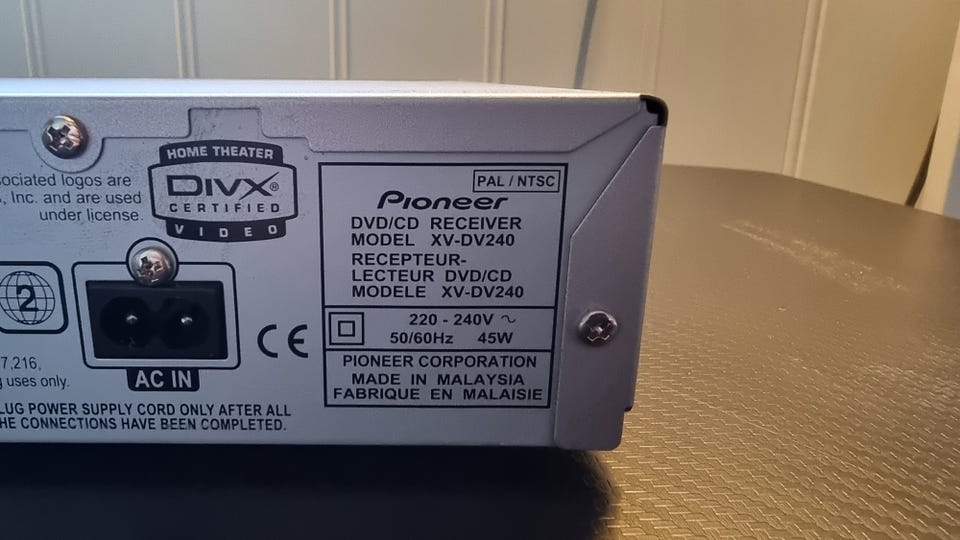 ociated logos are
, Inc. and are used
under license.
HOME THEATER
DIVX®
CERTIFIED
VIDEO
2
7,216,
g uses only.
AC IN
LUG POWER SUPPLY CORD ONLY AFTER ALL
HE CONNECTIONS HAVE BEEN COMPLETED.
CE
PAL / NTSC
Pioneer
DVD/CD RECEIVER
MODEL XV-DV240
RECEPTEUR-
LECTEUR DVD/CD
MODELE XV-DV240
220 - 240V ~
50/60Hz 45W
PIONEER CORPORATION
MADE IN MALAYSIA
FABRIQUE EN MALAISIE